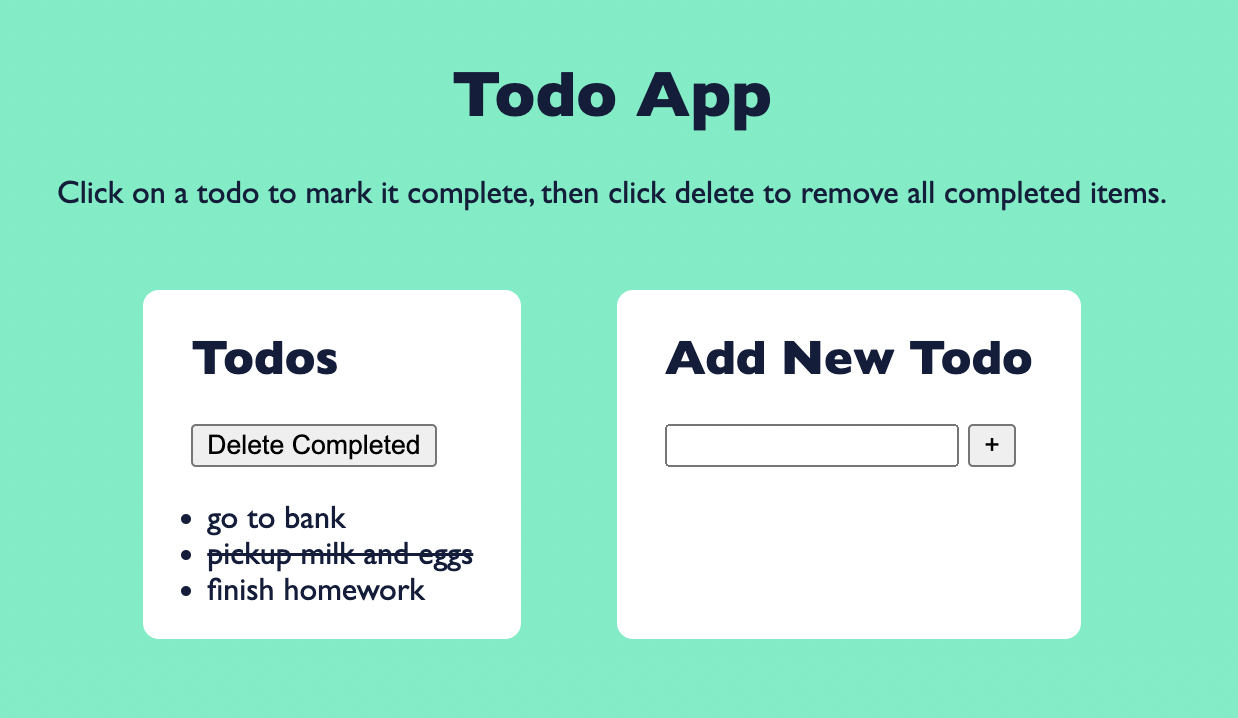 Todo App
Click on a todo to mark it complete, then click delete to remove all completed items.
Todos
Delete Completed
go to bank
pickup milk and eggs
finish homework
Add New Todo
+